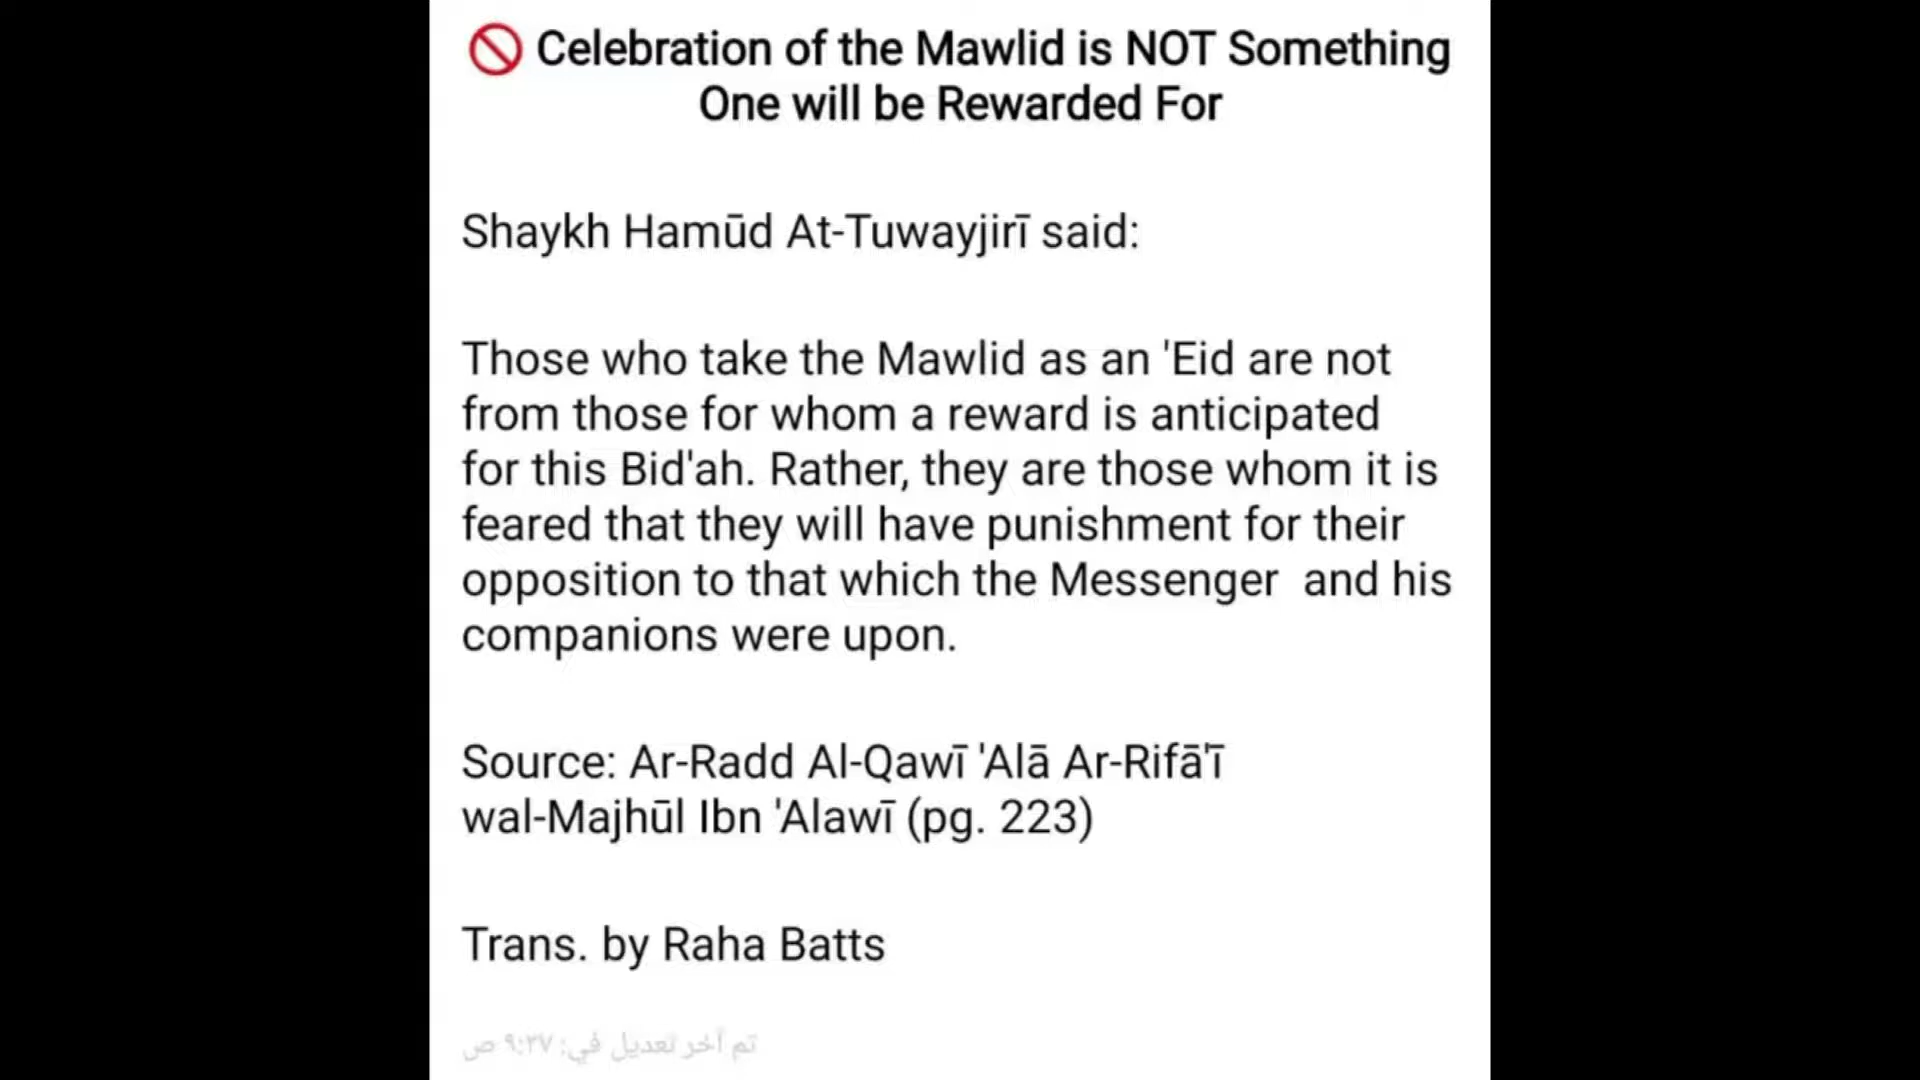 🚫 Celebration of the Mawlid is NOT Something
One will be Rewarded For
Shaykh Hamūd At-Tuwayjirī said:
Those who take the Mawlid as an 'Eid are not
from those for whom a reward is anticipated
for this Bid'ah. Rather, they are those whom it is
feared that they will have punishment for their
opposition to that which the Messenger  and his
companions were upon.
Source: Ar-Radd Al-Qawī 'Alā Ar-Rifā'ī
wal-Majhūl Ibn 'Alawī (pg. 223)
Trans. by Raha Batts
تم آخر تعديل في: ٩:٣٧ ص